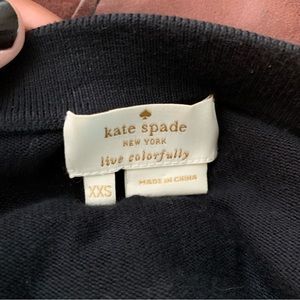 kate spade
NEW YORK
live colorfully
XXS
MADE IN CHINA